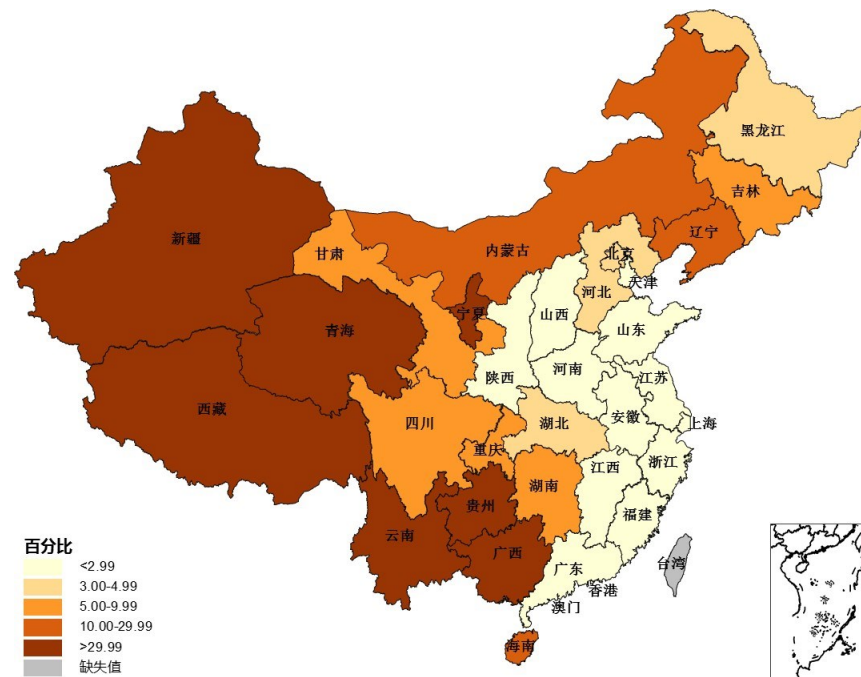 黑龙江
吉林
辽宁
新疆
甘肃
内蒙古
北京
天津
河北
宁夏
山西
青海
山东
陕西
河南
江苏
西藏
四川
湖北
安徽
上海
重庆
江西
浙江
湖南
贵州
福建
云南
广西
台湾
广东
香港
澳门
海南
百分比
<2.99
3.00-4.99
5.00-9.99
10.00-29.99
>29.99
缺失值